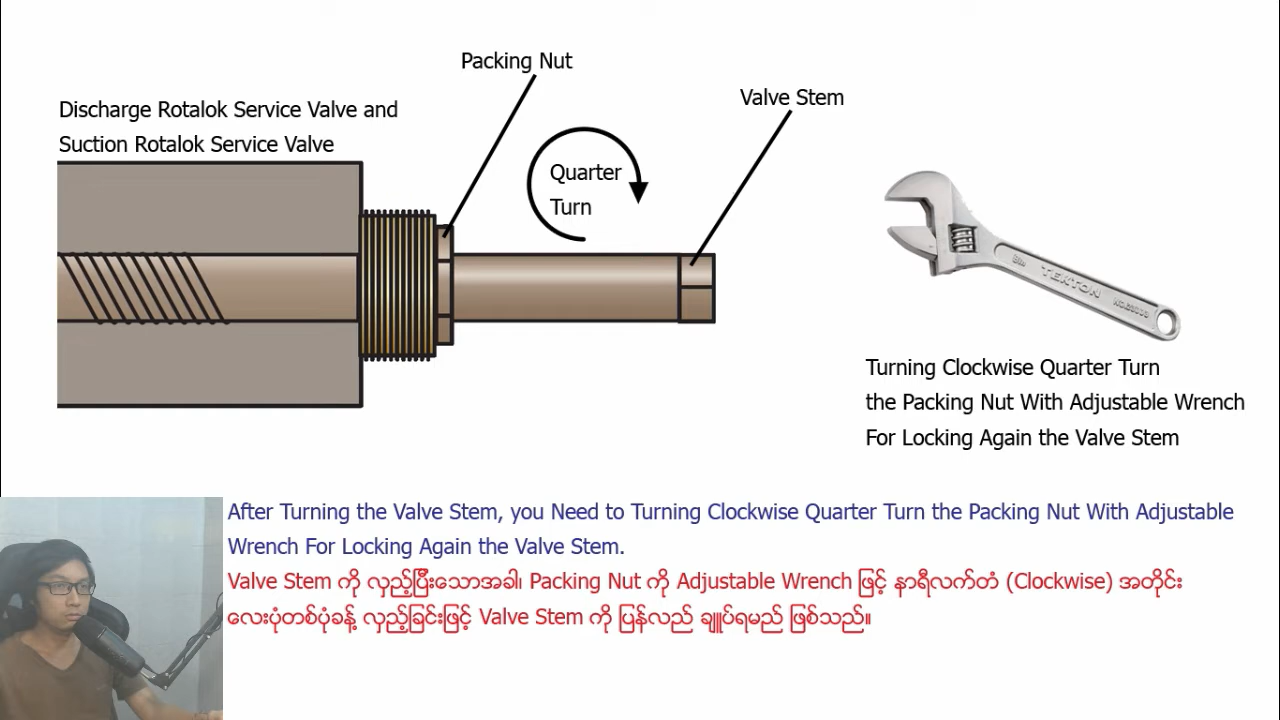 Packing Nut
Valve Stem
Discharge Rotalok Service Valve and
Suction Rotalok Service Valve
Quarter
Turn
TEKTON
Turning Clockwise Quarter Turn
the Packing Nut With Adjustable Wrench
For Locking Again the Valve Stem
After Turning the Valve Stem, you Need to Turning Clockwise Quarter Turn the Packing Nut With Adjustable
Wrench For Locking Again the Valve Stem.
Valve Stem ကို လှည့်ပြီးသောအခါ၊ Packing Nut ကို Adjustable Wrench ဖြင့် နာရီလက်တံ (Clockwise) အတိုင်း
လေးပုံတစ်ပုံခန့် လှည့်ခြင်းဖြင့် Valve Stem ကို ပြန်လည် ချုပ်ရမည် ဖြစ်သည်။